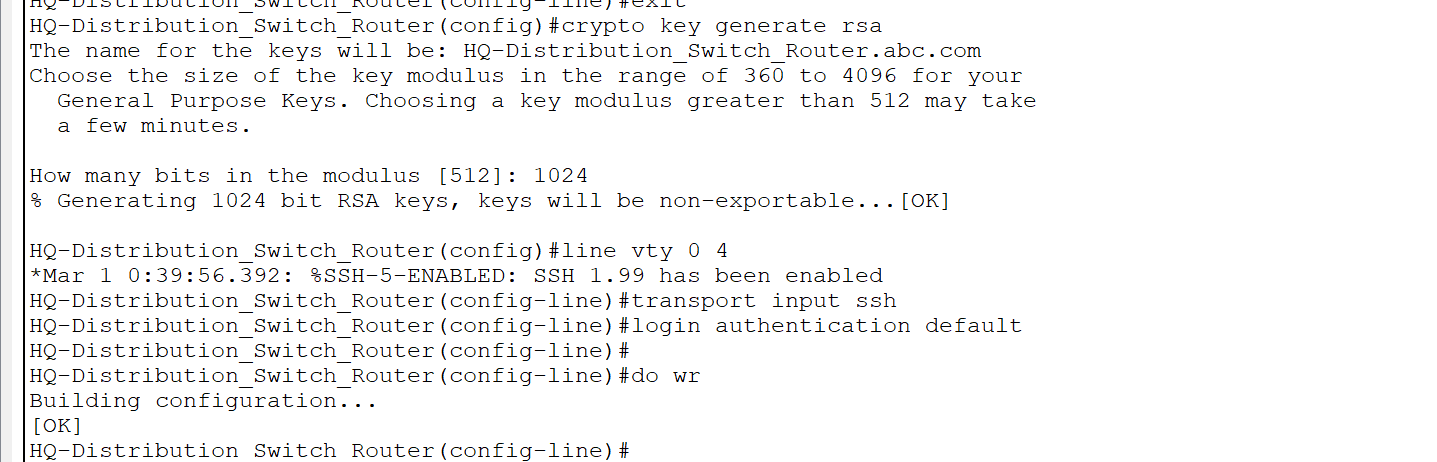 HQ-Distribution_Switch_Router(config-line)#exit
HQ-Distribution_Switch_Router(config)#crypto key generate rsa
The name for the keys will be: HQ-Distribution_Switch_Router.abc.com
Choose the size of the key modulus in the range of 360 to 4096 for your
  General Purpose Keys. Choosing a key modulus greater than 512 may take
  a few minutes.

How many bits in the modulus [512]: 1024
% Generating 1024 bit RSA keys, keys will be non-exportable...[OK]

HQ-Distribution_Switch_Router(config)#line vty 0 4
*Mar 1 0:39:56.392: %SSH-5-ENABLED: SSH 1.99 has been enabled
HQ-Distribution_Switch_Router(config-line)#transport input ssh
HQ-Distribution_Switch_Router(config-line)#login authentication default
HQ-Distribution_Switch_Router(config-line)#
HQ-Distribution_Switch_Router(config-line)#do wr
Building configuration...
[OK]
HQ-Distribution_Switch_Router(config-line)#